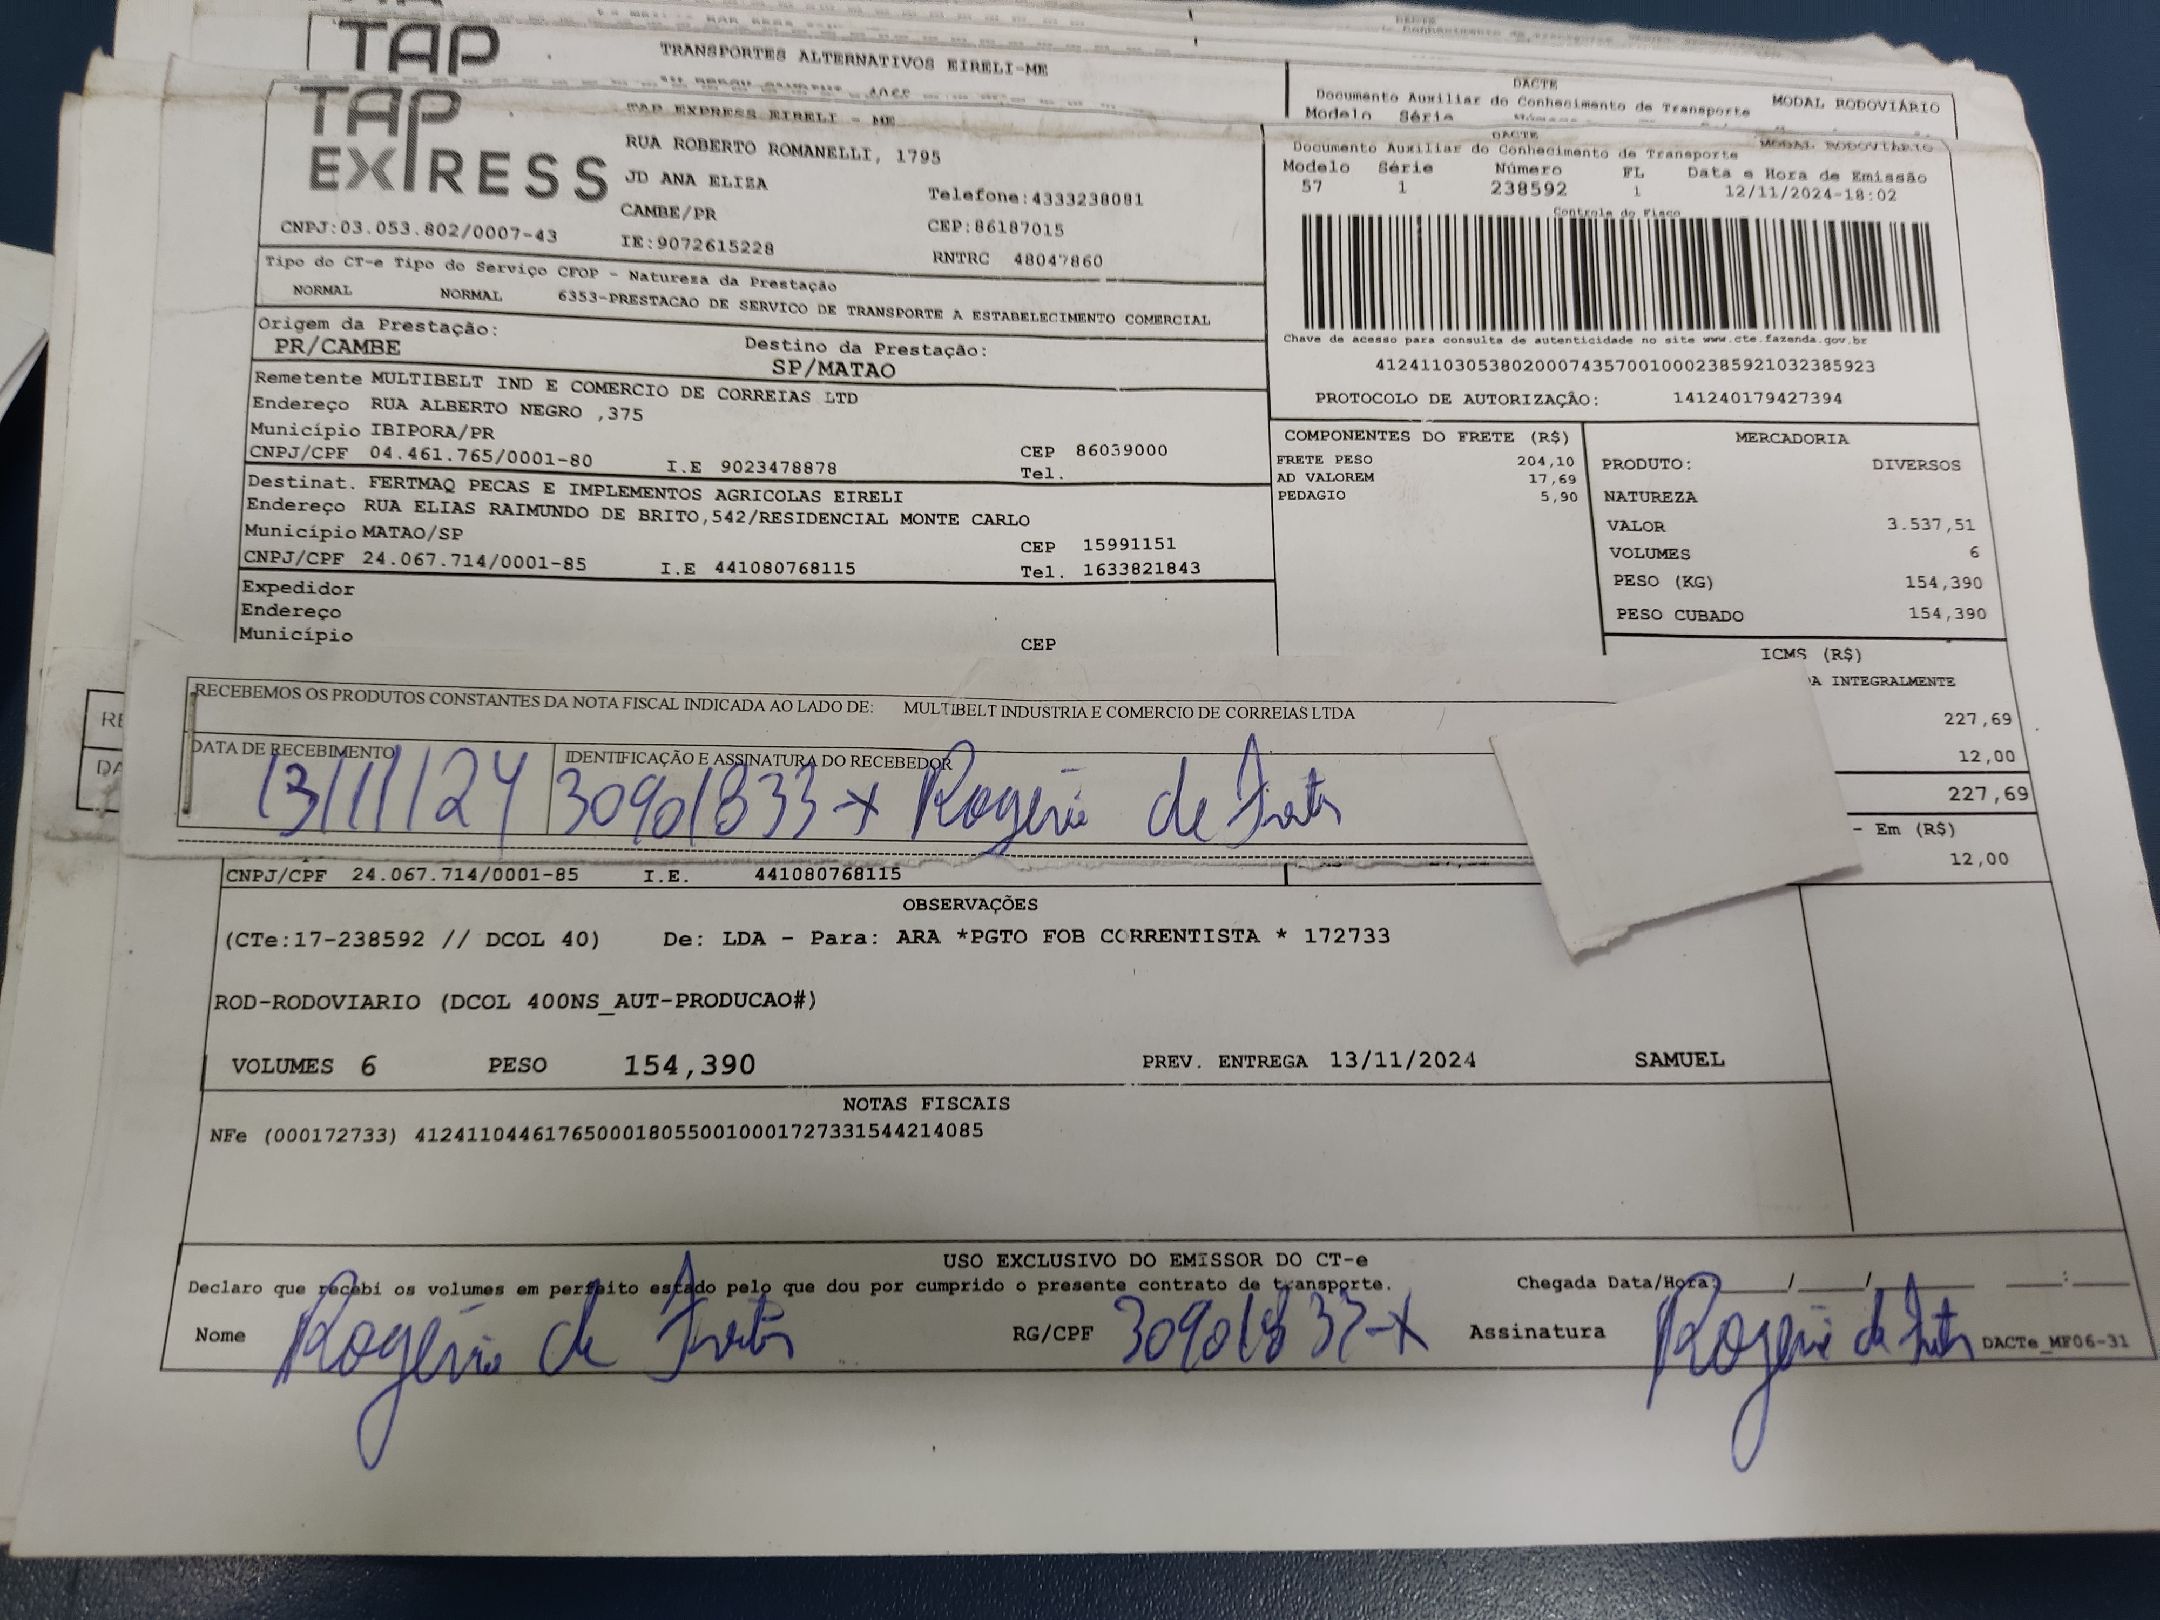 TAP
TRANSPORTES ALTERNATIVOS EIRELI-ME
DACTE
Documento Auxiliar do Conhecimento de Transporte MODAL RODOVIÁRIO
Modelo Série
TAP EXPRESS
TAP EXPRESS EIRELI - ME
RUA ROBERTO ROMANELLI, 1795
JD ANA ELIZA
Telefone:4333238081
CAMBE/PR
CEP:86187015
CNPJ:03.053.802/0007-43
IE:9072615228
RNTRC 48047860
DACTE
Documento Auxiliar do Conhecimento de Transporte MODAL RODOVIÁRIO
Modelo Série Número FL Data e Hora de Emissão
57 1 238592 1 12/11/2024-18:02
Controle do Fisco
Chave de acesso para consulta de autenticidade no site www.cte.fazenda.gov.br
41241103053802000743570010002385921032385923
PROTOCOLO DE AUTORIZAÇÃO: 141240179427394
Tipo do CT-e Tipo do Serviço CFOP - Natureza da Prestação
NORMAL NORMAL 6353-PRESTACAO DE SERVICO DE TRANSPORTE A ESTABELECIMENTO COMERCIAL
Origem da Prestação: Destino da Prestação:
PR/CAMBE SP/MATAO
Remetente MULTIBELT IND E COMERCIO DE CORREIAS LTD
Endereço RUA ALBERTO NEGRO ,375
Município IBIPORA/PR CEP 86039000
CNPJ/CPF 04.461.765/0001-80 I.E 9023478878 Tel.
Destinat. FERTMAQ PECAS E IMPLEMENTOS AGRICOLAS EIRELI
Endereço RUA ELIAS RAIMUNDO DE BRITO,542/RESIDENCIAL MONTE CARLO
Município MATAO/SP CEP 15991151
CNPJ/CPF 24.067.714/0001-85 I.E 441080768115 Tel. 1633821843
Expedidor
Endereço
Município CEP
COMPONENTES DO FRETE (R$)
FRETE PESO 204,10
AD VALOREM 17,69
PEDAGIO 5,90
MERCADORIA
PRODUTO: DIVERSOS
NATUREZA
VALOR 3.537,51
VOLUMES 6
PESO (KG) 154,390
PESO CUBADO 154,390
ICMS (R$)
A INTEGRALMENTE
227,69
12,00
227,69
- Em (R$)
12,00
RECEBEMOS OS PRODUTOS CONSTANTES DA NOTA FISCAL INDICADA AO LADO DE: MULTIBELT INDUSTRIA E COMERCIO DE CORREIAS LTDA
DATA DE RECEBIMENTO IDENTIFICAÇÃO E ASSINATURA DO RECEBEDOR
13/11/24 30901833-x Rogério de
CNPJ/CPF 24.067.714/0001-85 I.E. 441080768115
OBSERVAÇÕES
(CTe:17-238592 // DCOL 40) De: LDA - Para: ARA *PGTO FOB CORRENTISTA * 172733
ROD-RODOVIARIO (DCOL 400NS_AUT-PRODUCAO#)
VOLUMES 6 PESO 154,390 PREV. ENTREGA 13/11/2024 SAMUEL
NOTAS FISCAIS
NFe (000172733) 41241104461765000180550010001727331544214085
USO EXCLUSIVO DO EMISSOR DO CT-e
Declaro que recebi os volumes em perfeito estado pelo que dou por cumprido o presente contrato de transporte. Chegada Data/Hora: / / :
Nome Rogério de RG/CPF 30901833-X Assinatura Rogério de DACTe_MF06-31